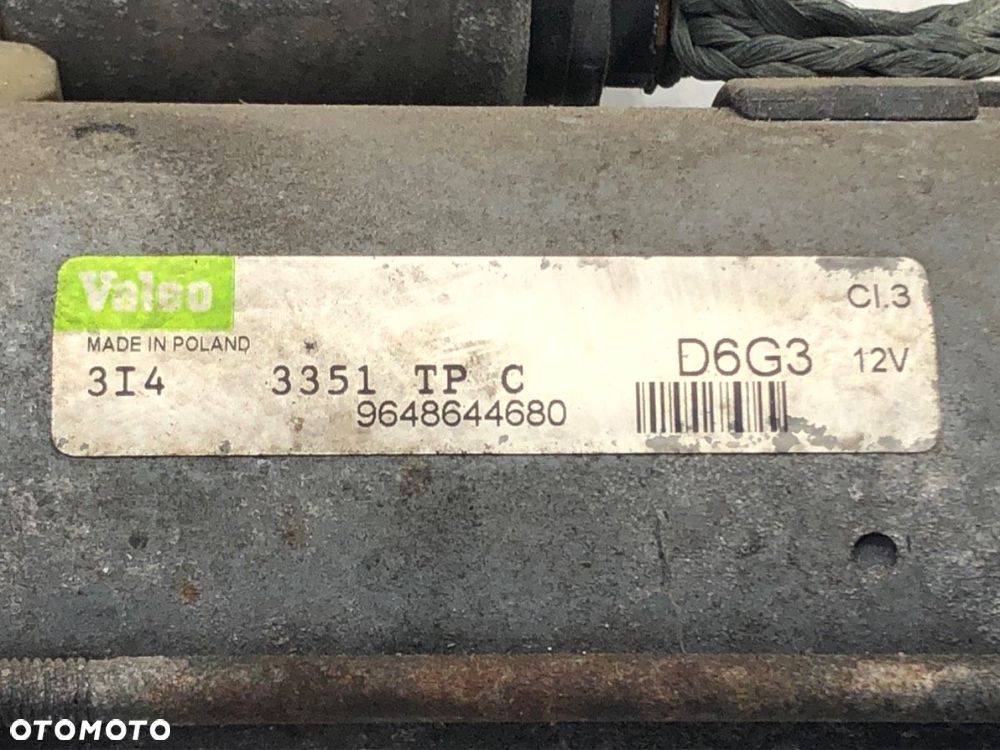 Valeo
Cl.3
MADE IN POLAND
D6G3 12V
3I4 3351 TP C
9648644680
OTOMOTO